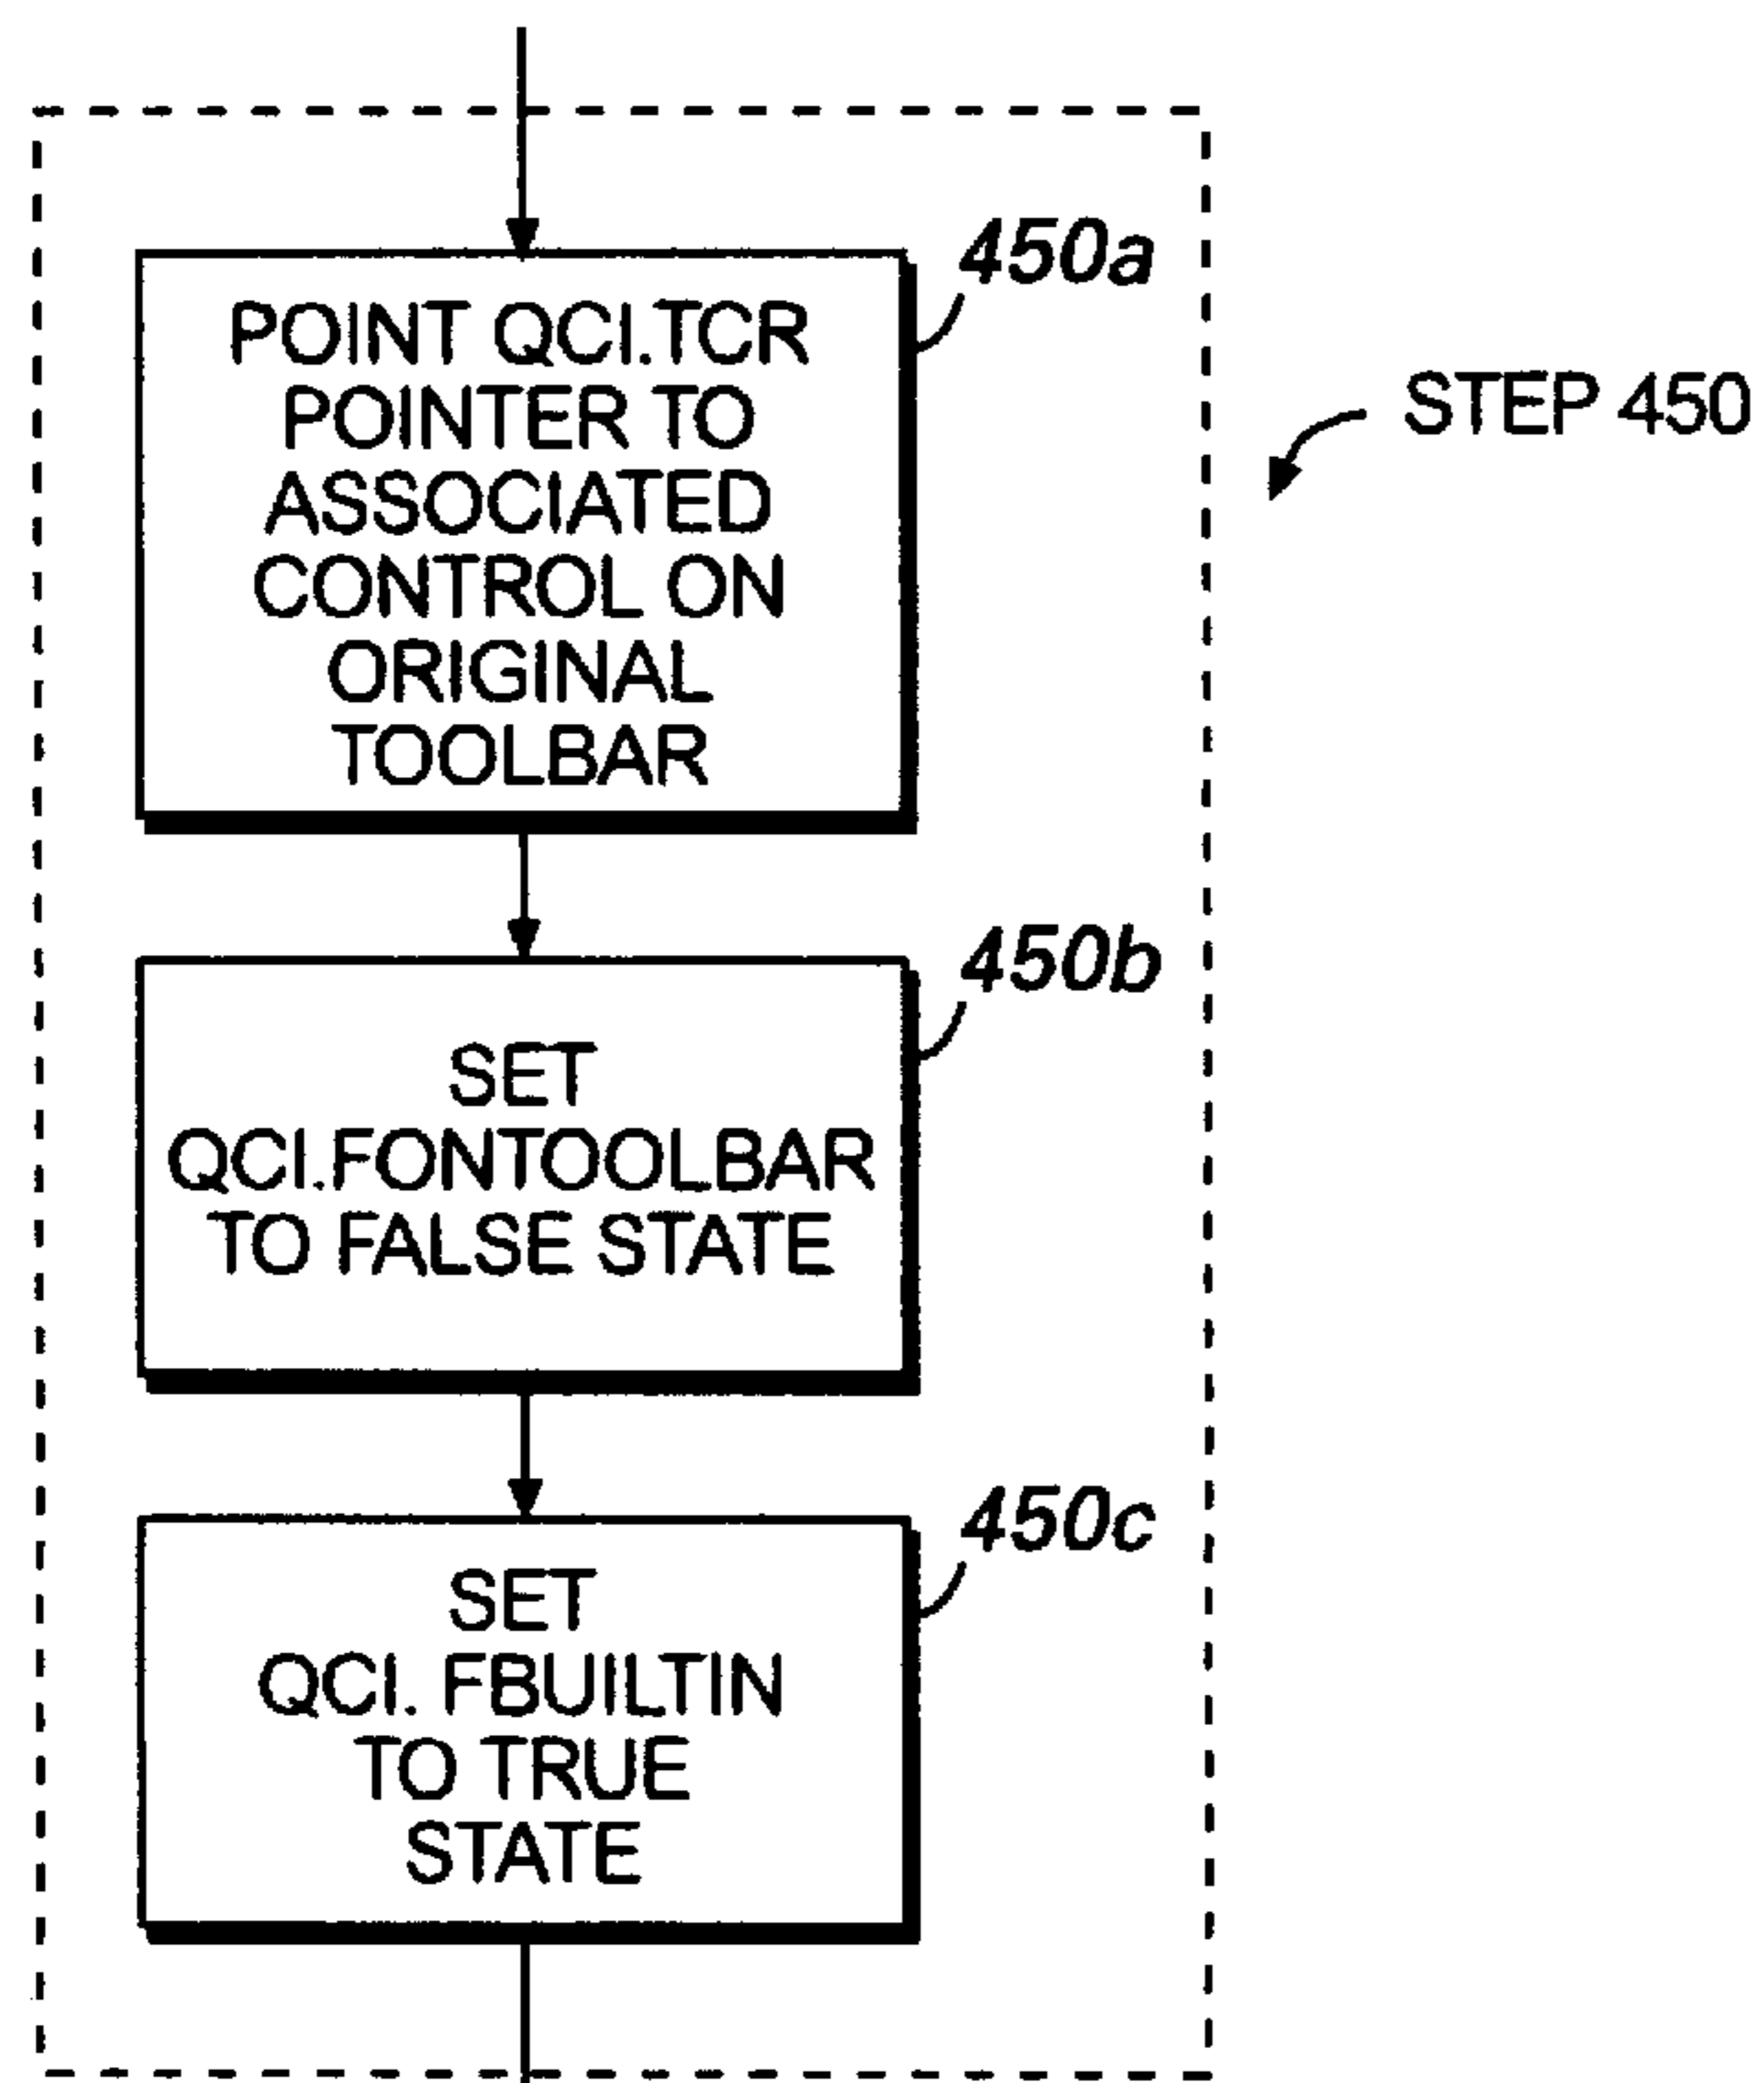 450a
POINT QCI.TCR
POINTER TO
ASSOCIATED
CONTROL ON
ORIGINAL
TOOLBAR
STEP 450
450b
SET
QCI.FONTOOLBAR
TO FALSE STATE
450c
SET
QCI. FBUILTIN
TO TRUE
STATE